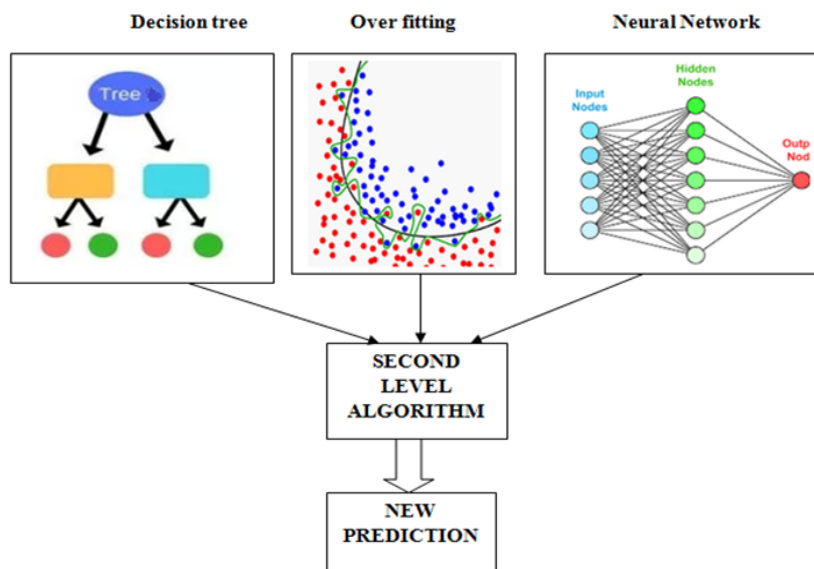 Decision tree
Over fitting
Neural Network
Tree
Input
Nodes
Hidden
Nodes
Outp
Nod
SECOND
LEVEL
ALGORITHM
NEW
PREDICTION